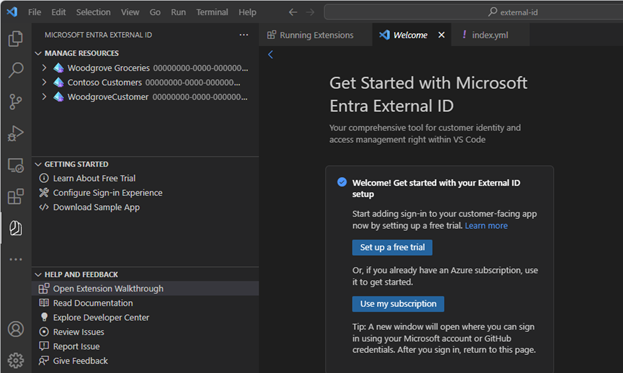 File Edit Selection View Go Run Terminal Help
external-id
MICROSOFT ENTRA EXTERNAL ID
MANAGE RESOURCES
Woodgrove Groceries 00000000-0000-000000...
Contoso Customers 00000000-0000-000000...
WoodgroveCustomer 00000000-0000-000000...
GETTING STARTED
Learn About Free Trial
Configure Sign-in Experience
Download Sample App
HELP AND FEEDBACK
Open Extension Walkthrough
Read Documentation
Explore Developer Center
Review Issues
Report Issue
Give Feedback
Running Extensions
Welcome
index.yml
Get Started with Microsoft
Entra External ID
Your comprehensive tool for customer identity and
access management right within VS Code
Welcome! Get started with your External ID
setup
Start adding sign-in to your customer-facing app
now by setting up a free trial. Learn more
Set up a free trial
Or, if you already have an Azure subscription, use
it to get started.
Use my subscription
Tip: A new window will open where you can sign
in using your Microsoft account or GitHub
credentials. After you sign in, return to this page.